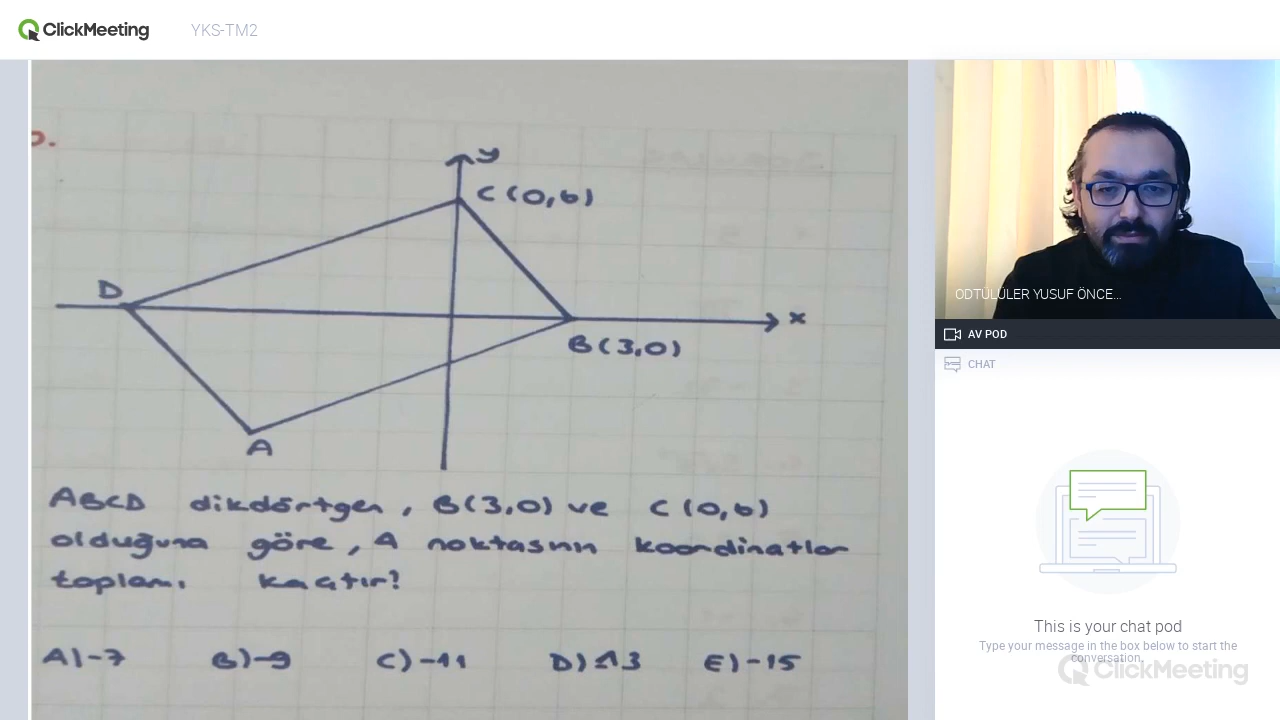 ClickMeeting
YKS-TM2
y
C(0,6)
D
x
B(3,0)
A
ABCD dikdörtgen, B(3,0) ve C(0,6)
olduğuna göre, A noktasının koordinatlar
toplamı kaçtır?
A)-7 B)-9 C)-11 D)-13 E)-15
ODTÜLÜLER YUSUF ÖNCE...
AV POD
CHAT
This is your chat pod
Type your message in the box below to start the
conversation.
ClickMeeting